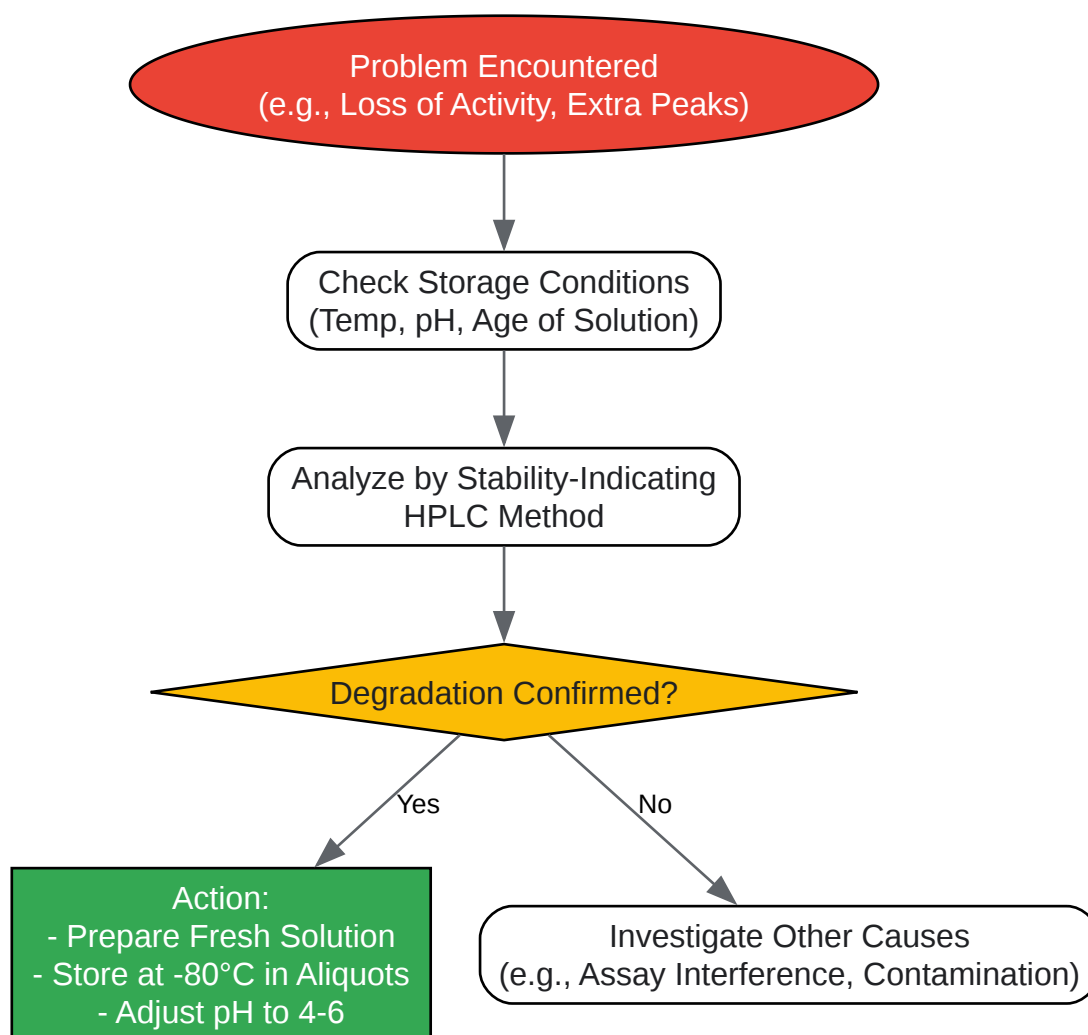 Problem Encountered
(e.g., Loss of Activity, Extra Peaks)
Check Storage Conditions
(Temp, pH, Age of Solution)
Analyze by Stability-Indicating
HPLC Method
Degradation Confirmed?
Yes
No
Action:
- Prepare Fresh Solution
- Store at -80°C in Aliquots
- Adjust pH to 4-6
Investigate Other Causes
(e.g., Assay Interference, Contamination)